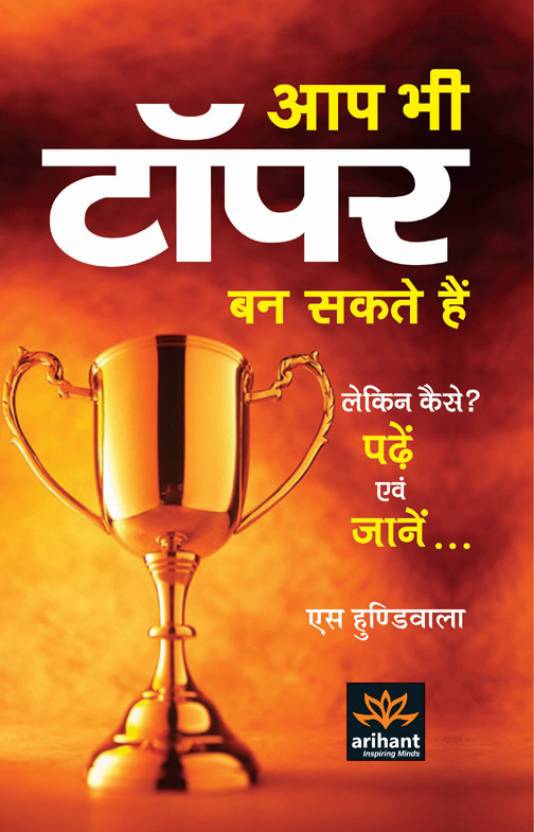 आप भी
टॉपर
बन सकते हैं
लेकिन कैसे?
पढ़ें
एवं
जानें...
एस हुण्डिवाला
arihant
Inspiring Minds